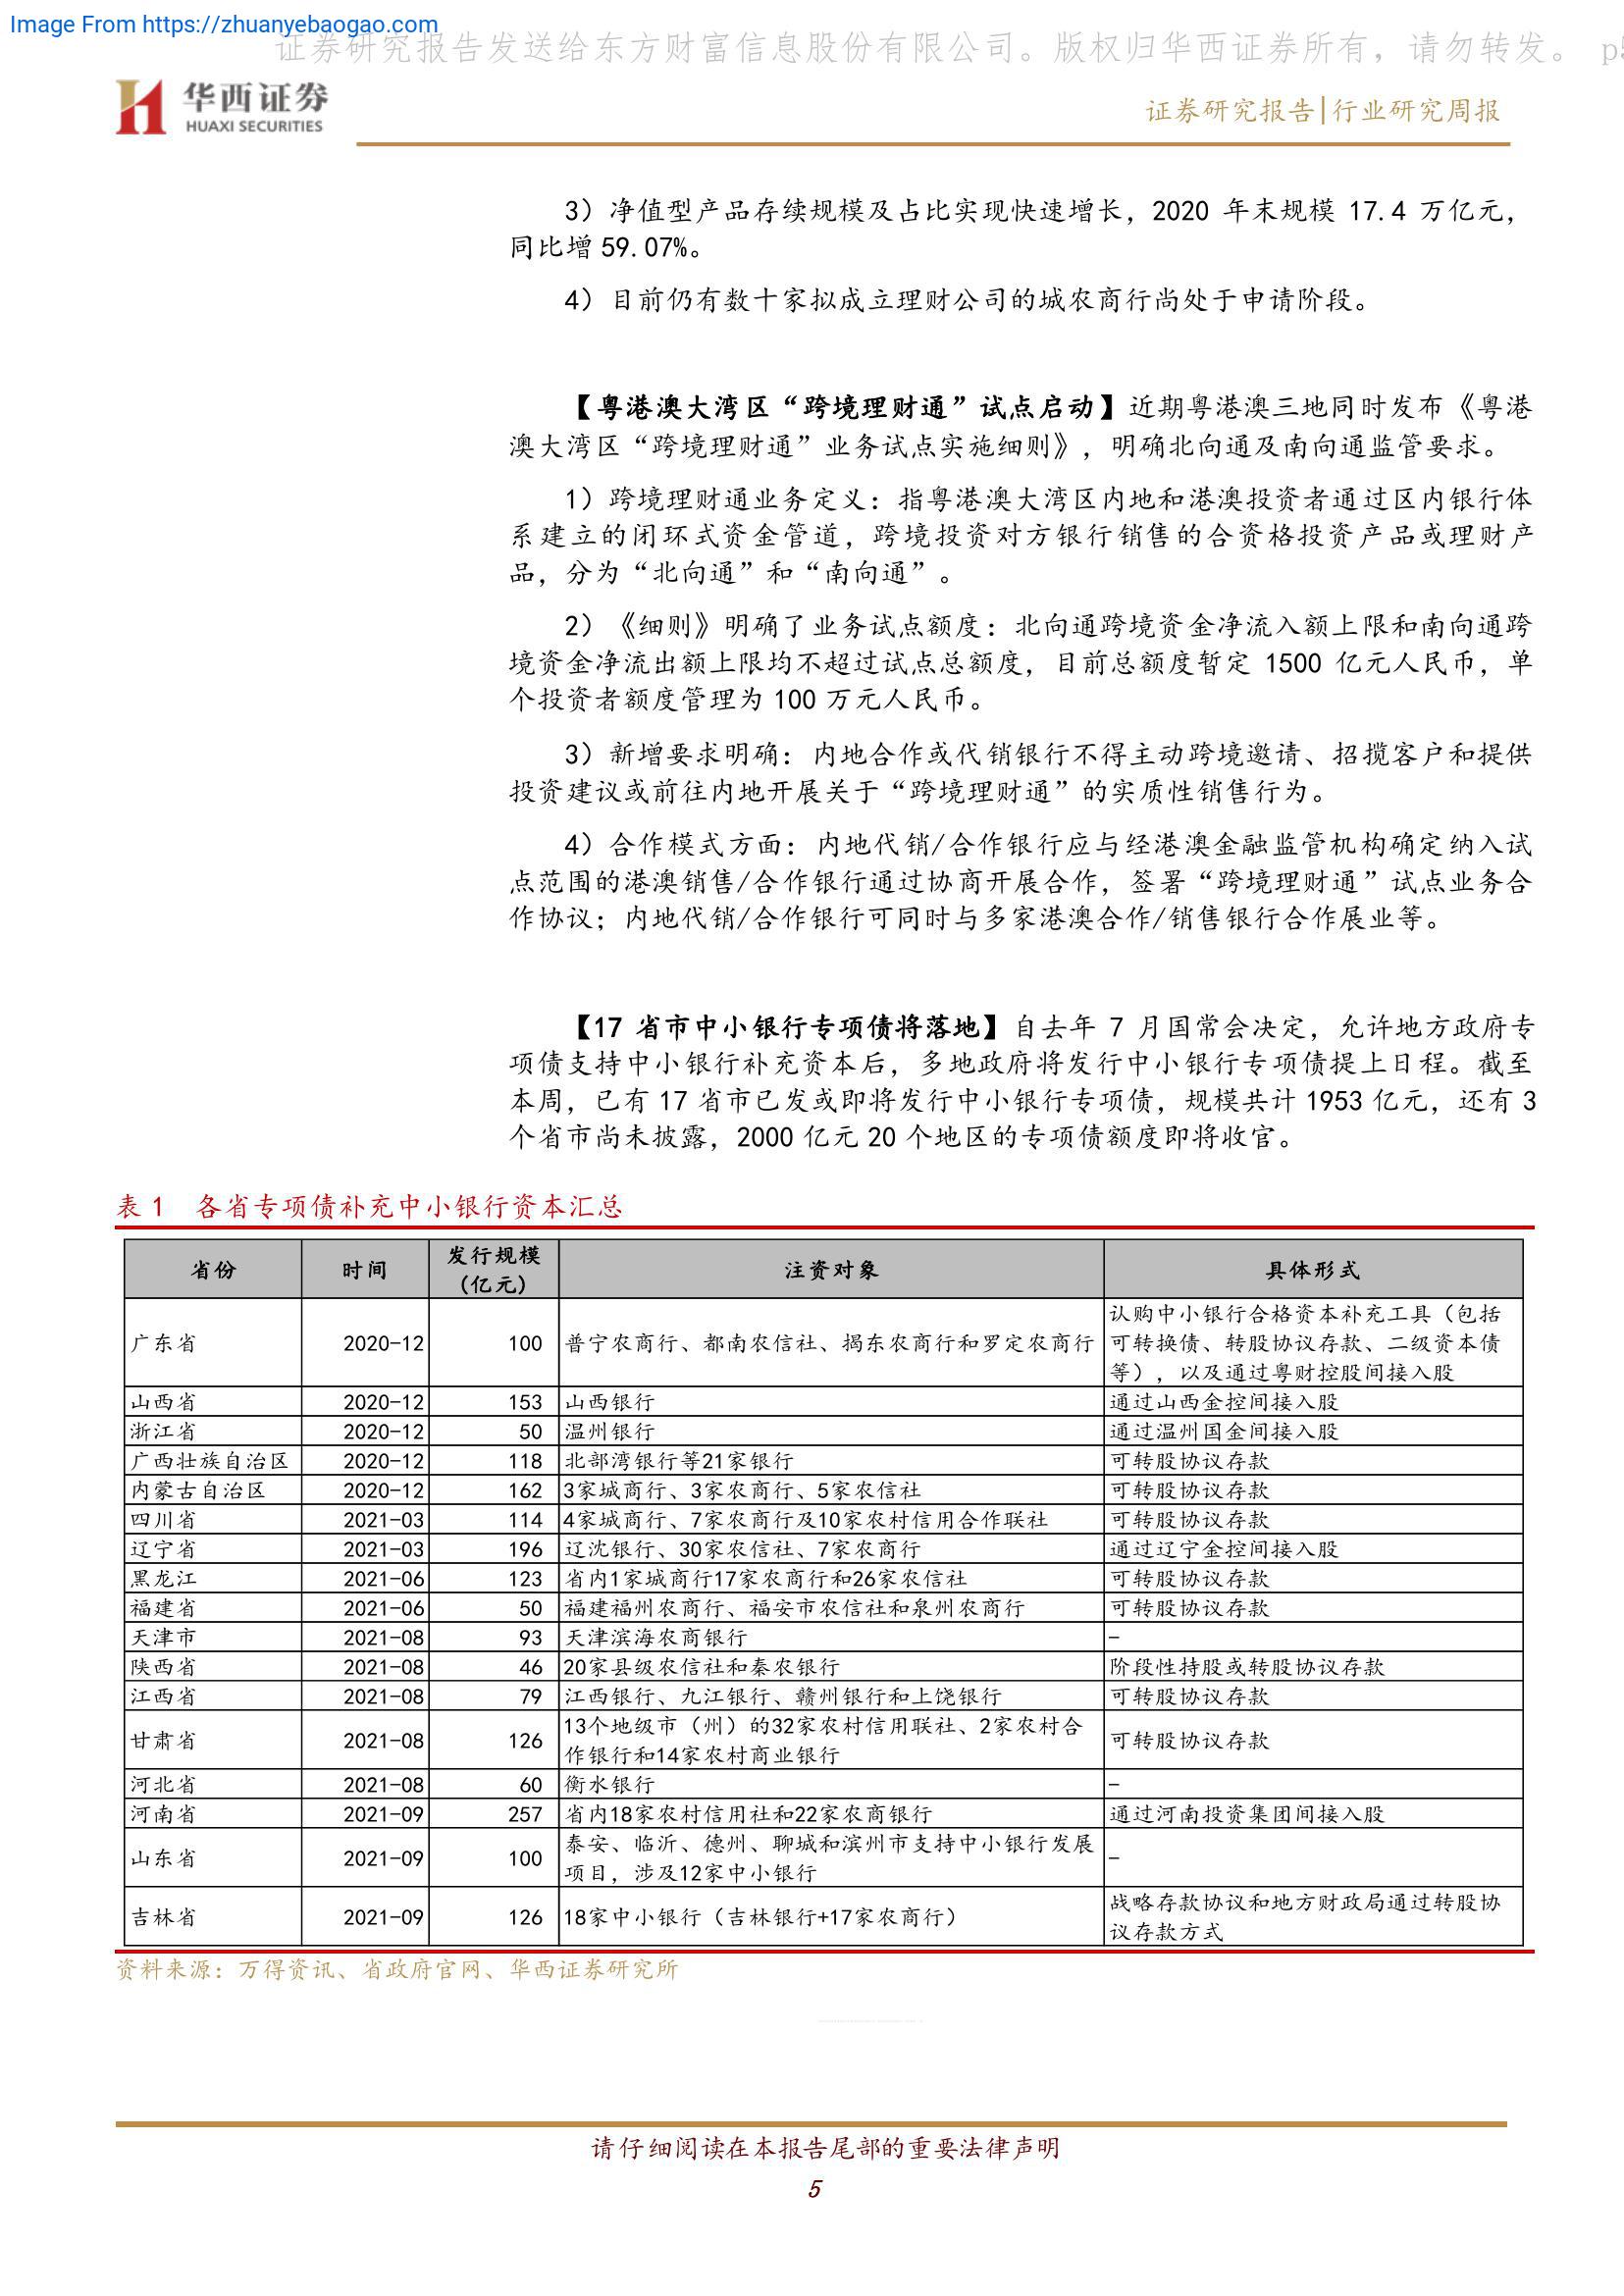 Image From https://zhuanyebaogao.com
证券研究报告发送给东方财富信息股份有限公司。版权归华西证券所有，请勿转发。 p5
华西证券
HUAXI SECURITIES
证券研究报告|行业研究周报
3）净值型产品存续规模及占比实现快速增长，2020 年末规模 17.4 万亿元，
同比增 59.07%。
4）目前仍有数十家拟成立理财公司的城农商行尚处于申请阶段。
【粤港澳大湾区“跨境理财通”试点启动】近期粤港澳三地同时发布《粤港
澳大湾区“跨境理财通”业务试点实施细则》，明确北向通及南向通监管要求。
1）跨境理财通业务定义：指粤港澳大湾区内地和港澳投资者通过区内银行体
系建立的闭环式资金管道，跨境投资对方银行销售的合资格投资产品或理财产
品，分为“北向通”和“南向通”。
2）《细则》明确了业务试点额度：北向通跨境资金净流入额上限和南向通跨
境资金净流出额上限均不超过试点总额度，目前总额度暂定 1500 亿元人民币，单
个投资者额度管理为 100 万元人民币。
3）新增要求明确：内地合作或代销银行不得主动跨境邀请、招揽客户和提供
投资建议或前往内地开展关于“跨境理财通”的实质性销售行为。
4）合作模式方面：内地代销/合作银行应与经港澳金融监管机构确定纳入试
点范围的港澳销售/合作银行通过协商开展合作，签署“跨境理财通”试点业务合
作协议；内地代销/合作银行可同时与多家港澳合作/销售银行合作展业等。
【17 省市中小银行专项债将落地】自去年 7 月国常会决定，允许地方政府专
项债支持中小银行补充资本后，多地政府将发行中小银行专项债提上日程。截至
本周，已有 17 省市已发或即将发行中小银行专项债，规模共计 1953 亿元，还有 3
个省市尚未披露，2000 亿元 20 个地区的专项债额度即将收官。
表 1 各省专项债补充中小银行资本汇总
省份 时间 发行规模（亿元） 注资对象 具体形式
广东省 2020-12 100 普宁农商行、都南农信社、揭东农商行和罗定农商行 认购中小银行合格资本补充工具（包括
可转换债、转股协议存款、二级资本债
等），以及通过粤财控股间接入股
山西省 2020-12 153 山西银行 通过山西金控间接入股
浙江省 2020-12 50 温州银行 通过温州国金间接入股
广西壮族自治区 2020-12 118 北部湾银行等21家银行 可转股协议存款
内蒙古自治区 2020-12 162 3家城商行、3家农商行、5家农信社 可转股协议存款
四川省 2021-03 114 4家城商行、7家农商行及10家农村信用合作联社 可转股协议存款
辽宁省 2021-03 196 辽沈银行、30家农信社、7家农商行 通过辽宁金控间接入股
黑龙江 2021-06 123 省内1家城商行17家农商行和26家农信社 可转股协议存款
福建省 2021-06 50 福建福州农商行、福安市农信社和泉州农商行 可转股协议存款
天津市 2021-08 93 天津滨海农商银行 -
陕西省 2021-08 46 20家县级农信社和秦农银行 阶段性持股或转股协议存款
江西省 2021-08 79 江西银行、九江银行、赣州银行和上饶银行 可转股协议存款
甘肃省 2021-08 126 13个地级市（州）的32家农村信用联社、2家农村合
作银行和14家农村商业银行 可转股协议存款
河北省 2021-08 60 衡水银行 -
河南省 2021-09 257 省内18家农村信用社和22家农商银行 通过河南投资集团间接入股
山东省 2021-09 100 泰安、临沂、德州、聊城和滨州市支持中小银行发展
项目，涉及12家中小银行 -
吉林省 2021-09 126 18家中小银行（吉林银行+17家农商行） 战略存款协议和地方财政局通过转股协
议存款方式
资料来源：万得资讯、省政府官网、华西证券研究所
请仔细阅读在本报告尾部的重要法律声明
5